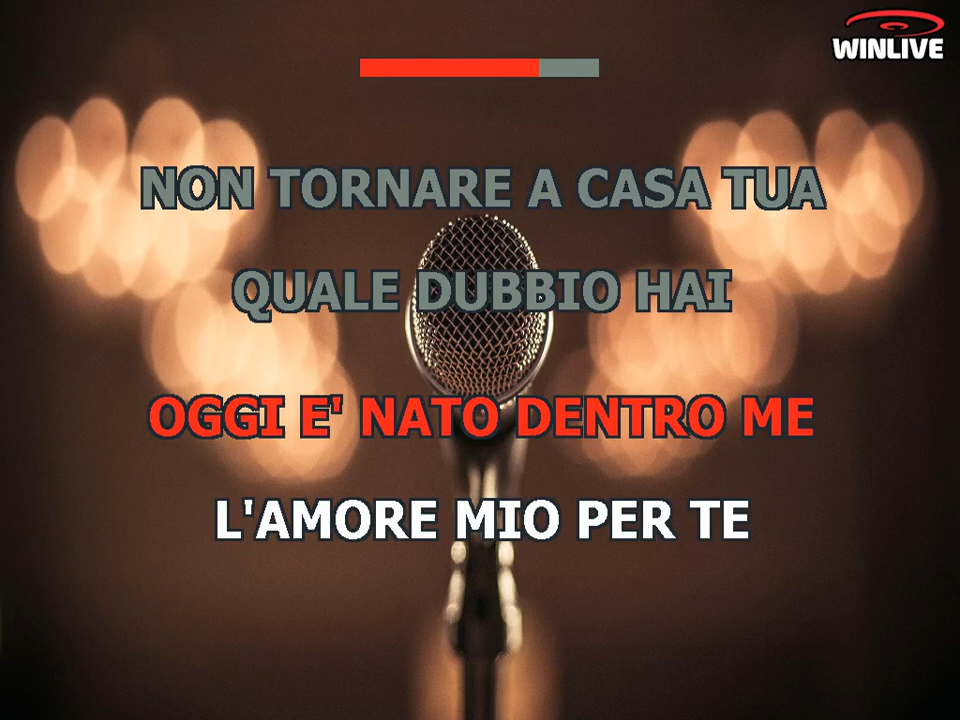 WINLIVE
NON TORNARE A CASA TUA
QUALE DUBBIO HAI
OGGI E' NATO DENTRO ME
L'AMORE MIO PER TE